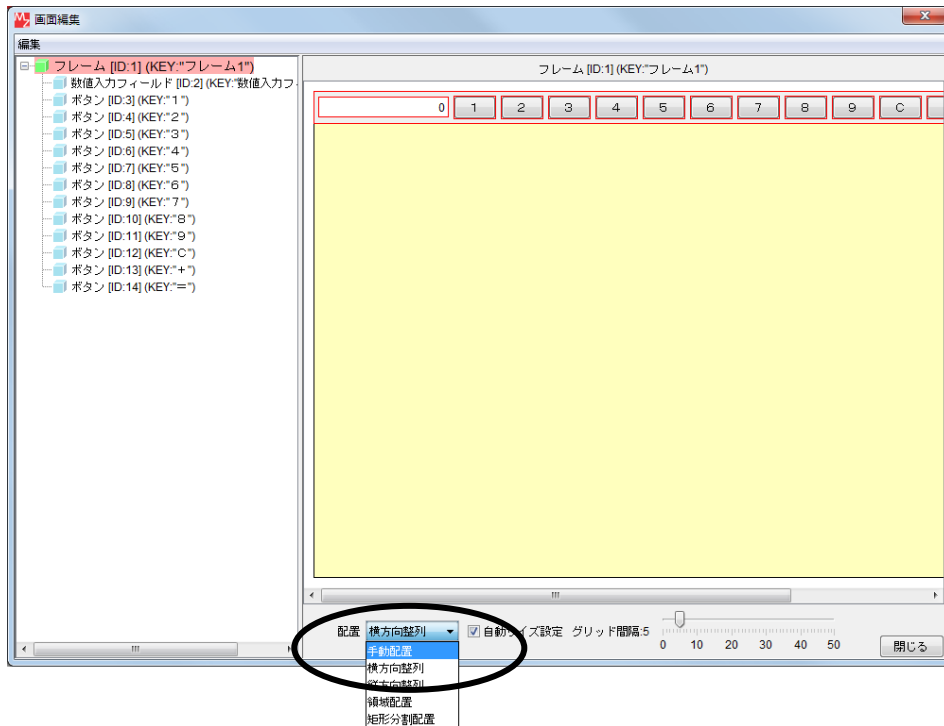 画面編集
編集
フレーム [ID:1] (KEY:"フレーム1")
数値入力フィールド [ID:2] (KEY:"数値入力フ
ボタン [ID:3] (KEY:"１")
ボタン [ID:4] (KEY:"２")
ボタン [ID:5] (KEY:"３")
ボタン [ID:6] (KEY:"４")
ボタン [ID:7] (KEY:"５")
ボタン [ID:8] (KEY:"６")
ボタン [ID:9] (KEY:"７")
ボタン [ID:10] (KEY:"８")
ボタン [ID:11] (KEY:"９")
ボタン [ID:12] (KEY:"C")
ボタン [ID:13] (KEY:"＋")
ボタン [ID:14] (KEY:"＝")
フレーム [ID:1] (KEY:"フレーム1")
0 １ ２ ３ ４ ５ ６ ７ ８ ９ C
配置 横方向整列 自動サイズ設定 グリッド間隔:5
0 10 20 30 40 50
閉じる
手動配置
横方向整列
縦方向整列
領域配置
矩形分割配置